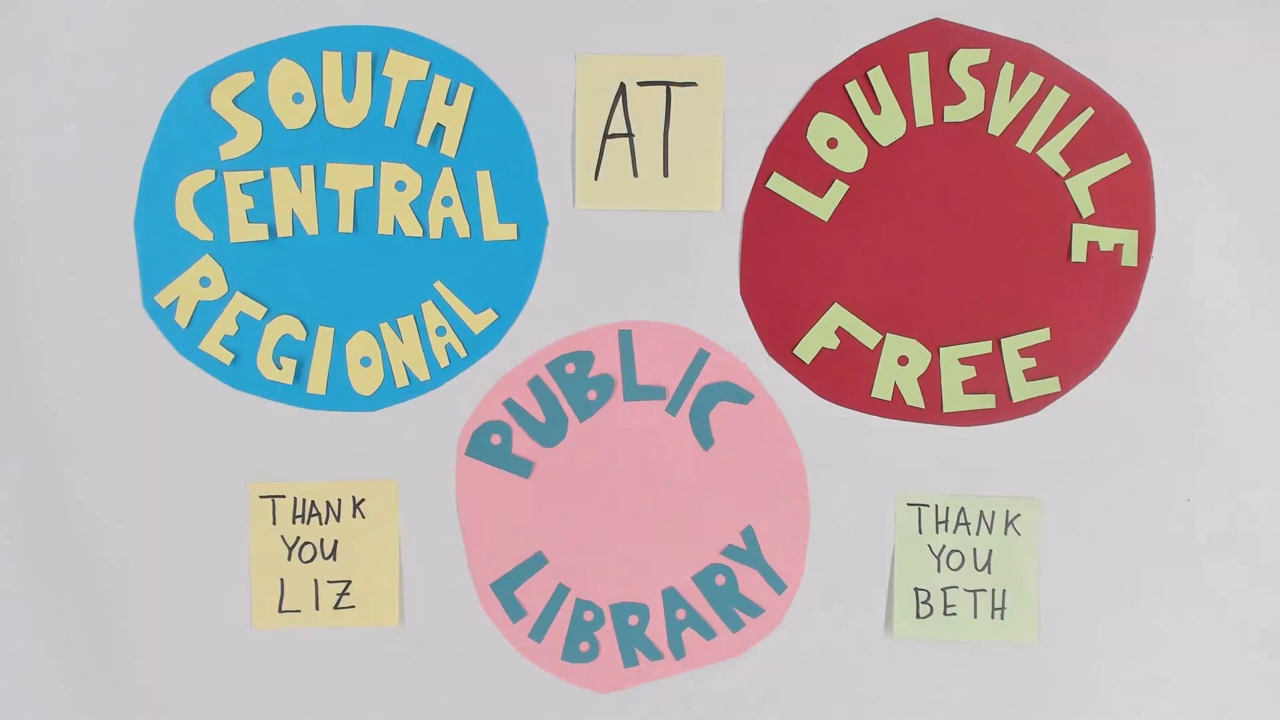 SOUTH
CENTRAL
REGIONAL
AT
LOUISVILLE
FREE
PUBLIC
LIBRARY
THANK
YOU
LIZ
THANK
YOU
BETH